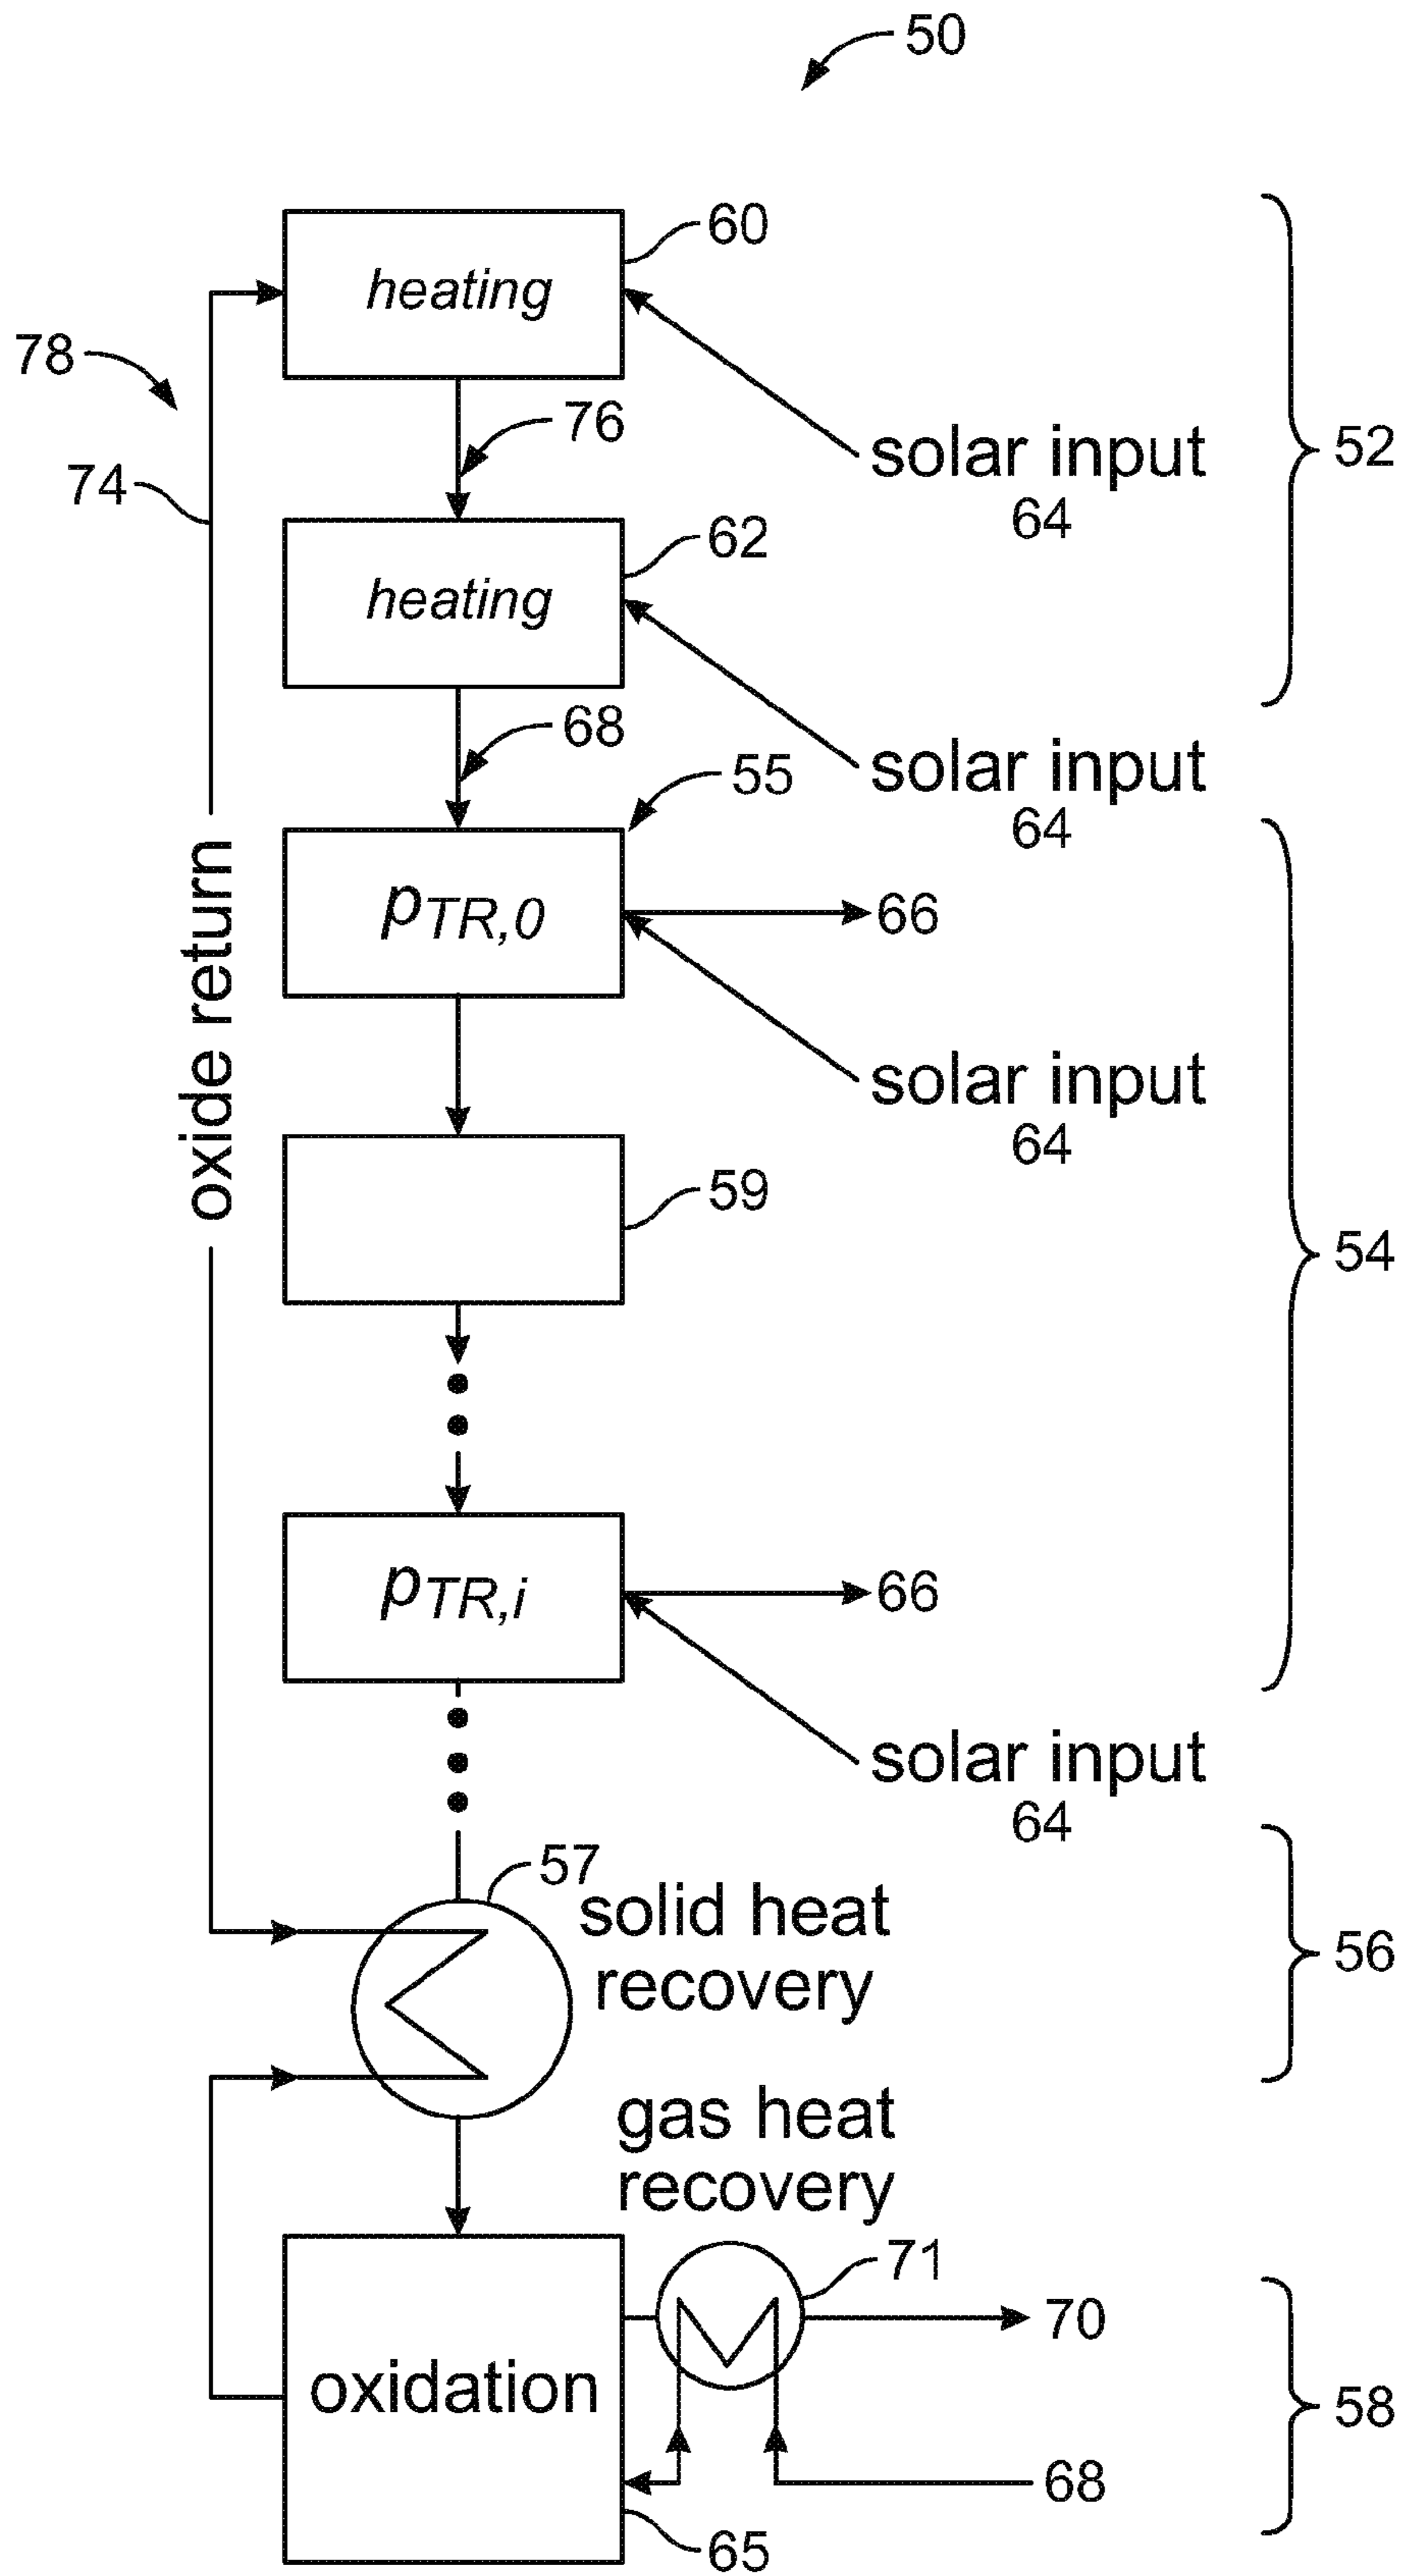 50
60
heating
78
76
solar input
64
52
74
62
heating
68
solar input
64
55
pTR,0
66
oxide return
solar input
64
59
54
pTR,i
66
solar input
64
57
solid heat
recovery
56
gas heat
recovery
71
70
oxidation
58
68
65